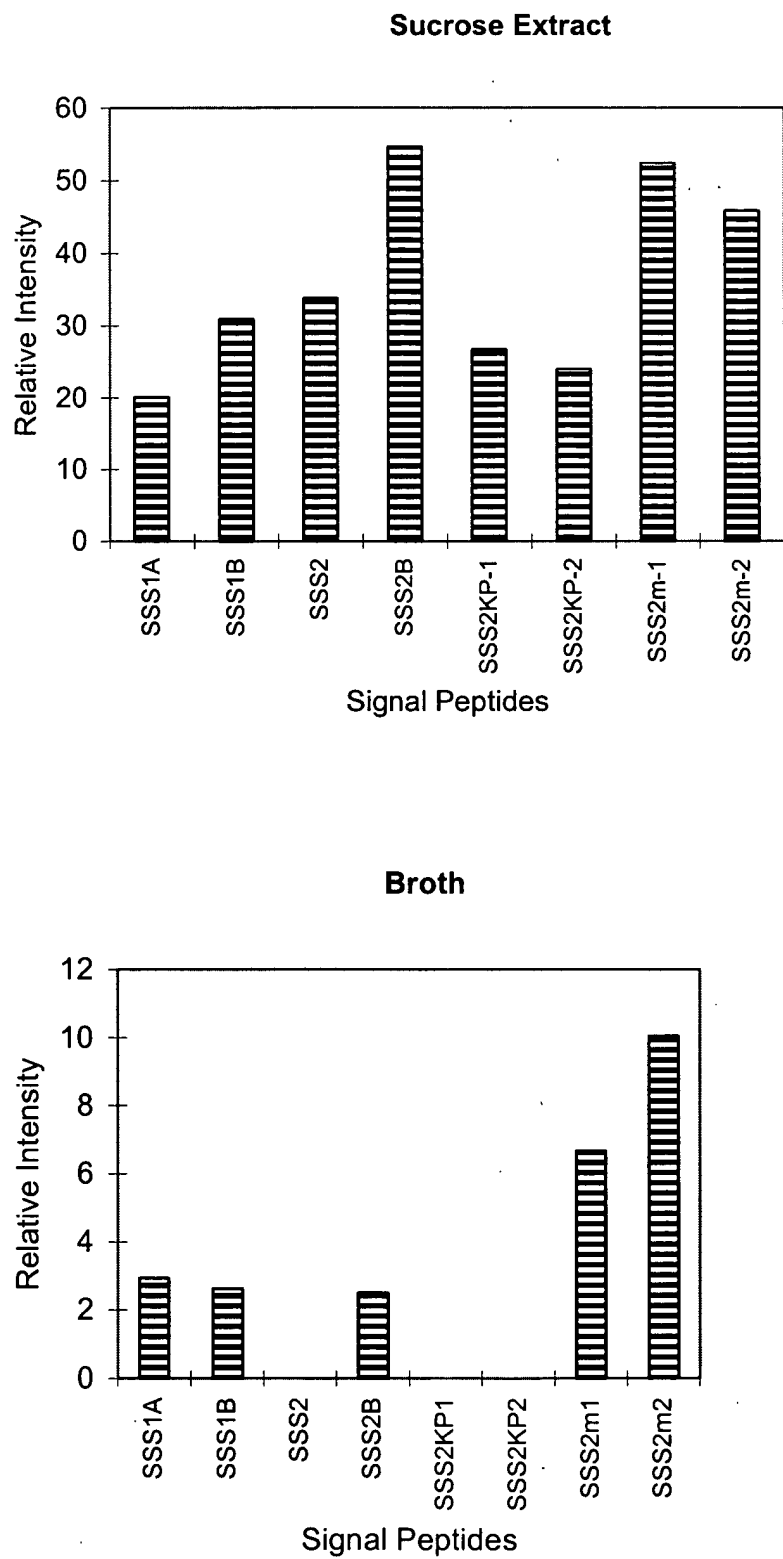 Sucrose Extract
60
50
40
30
20
10
0
Relative Intensity
SSS1A
SSS1B
SSS2
SSS2B
SSS2KP-1
SSS2KP-2
SSS2m-1
SSS2m-2
Signal Peptides
Broth
12
10
8
6
4
2
0
Relative Intensity
SSS1A
SSS1B
SSS2
SSS2B
SSS2KP1
SSS2KP2
SSS2m1
SSS2m2
Signal Peptides